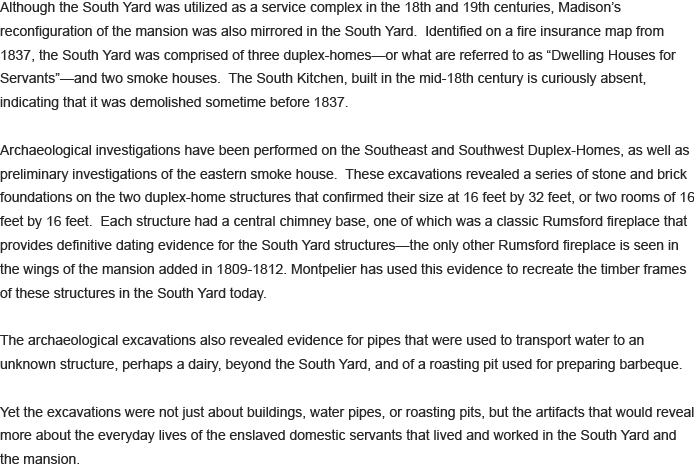 Although the South Yard was utilized as a service complex in the 18th and 19th centuries, Madison's
reconfiguration of the mansion was also mirrored in the South Yard.  Identified on a fire insurance map from
1837, the South Yard was comprised of three duplex-homes—or what are referred to as “Dwelling Houses for
Servants”—and two smoke houses.  The South Kitchen, built in the mid-18th century is curiously absent,
indicating that it was demolished sometime before 1837.

Archaeological investigations have been performed on the Southeast and Southwest Duplex-Homes, as well as
preliminary investigations of the eastern smoke house.  These excavations revealed a series of stone and brick
foundations on the two duplex-home structures that confirmed their size at 16 feet by 32 feet, or two rooms of 16
feet by 16 feet.  Each structure had a central chimney base, one of which was a classic Rumsford fireplace that
provides definitive dating evidence for the South Yard structures—the only other Rumsford fireplace is seen in
the wings of the mansion added in 1809-1812. Montpelier has used this evidence to recreate the timber frames
of these structures in the South Yard today.

The archaeological excavations also revealed evidence for pipes that were used to transport water to an
unknown structure, perhaps a dairy, beyond the South Yard, and of a roasting pit used for preparing barbeque.

Yet the excavations were not just about buildings, water pipes, or roasting pits, but the artifacts that would reveal
more about the everyday lives of the enslaved domestic servants that lived and worked in the South Yard and
the mansion.